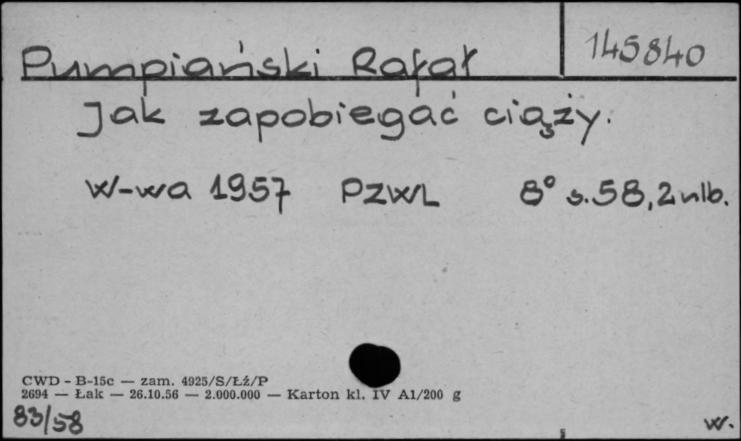 Pumpiański Rafał 145840
Jak zapobiegać ciąży.
W-wa 1957 PZWL 8° s. 58, 2 nlb.
CWD - B-15c — zam. 4925/S/Łź/P
2694 — Łak — 26.10.56 — 2.000.000 — Karton kl. IV A1/200 g
83/58
w.